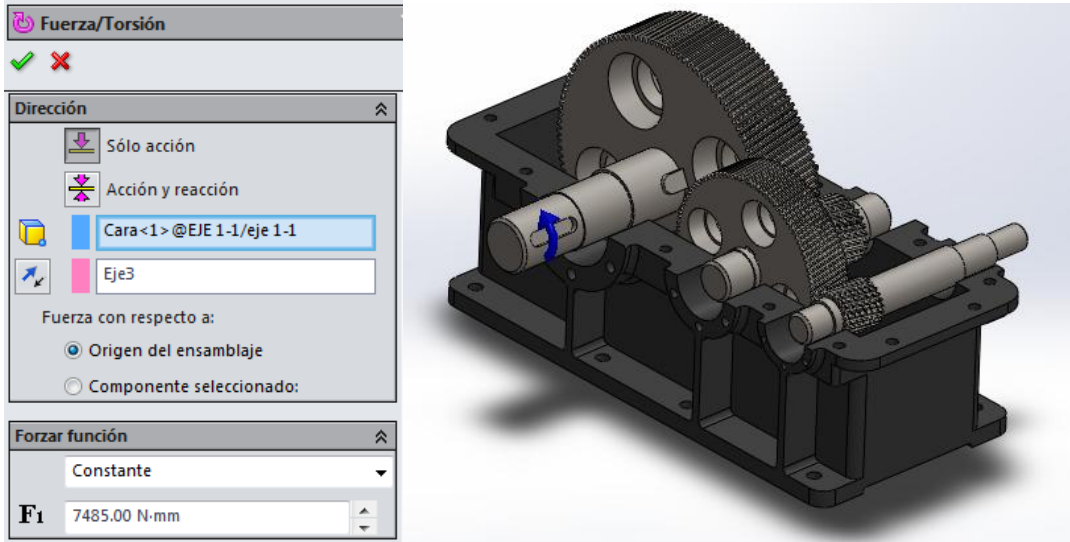 Fuerza/Torsión
Dirección
Sólo acción
Acción y reacción
Cara<1>@EJE 1-1/eje 1-1
Eje3
Fuerza con respecto a:
Origen del ensamblaje
Componente seleccionado:
Forzar función
Constante
F1 7485.00 N·mm